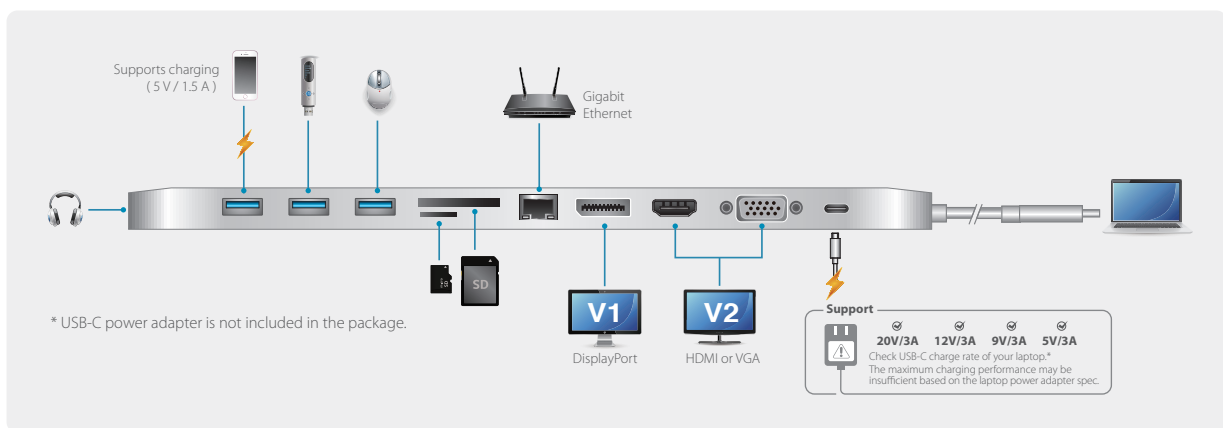 Supports charging
( 5 V / 1.5 A )
Gigabit
Ethernet
SD
SD
* USB-C power adapter is not included in the package.
V1
DisplayPort
V2
HDMI or VGA
Support
20V/3A 12V/3A 9V/3A 5V/3A
Check USB-C charge rate of your laptop.*
The maximum charging performance may be
insufficient based on the laptop power adapter spec.